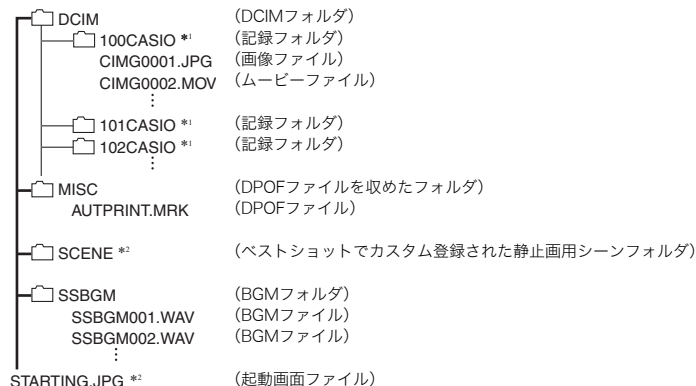 DCIM (DCIMフォルダ)
100CASIO *1 (記録フォルダ)
CIMG0001.JPG (画像ファイル)
CIMG0002.MOV (ムービーファイル)
⋮
101CASIO *1 (記録フォルダ)
102CASIO *1 (記録フォルダ)
⋮
MISC (DPOFファイルを収めたフォルダ)
AUTPRINT.MRK (DPOFファイル)
SCENE *2 (ベストショットでカスタム登録された静止画用シーンフォルダ)
SSBGM (BGMフォルダ)
SSBGM001.WAV (BGMファイル)
SSBGM002.WAV (BGMファイル)
⋮
STARTING.JPG *2 (起動画面ファイル)